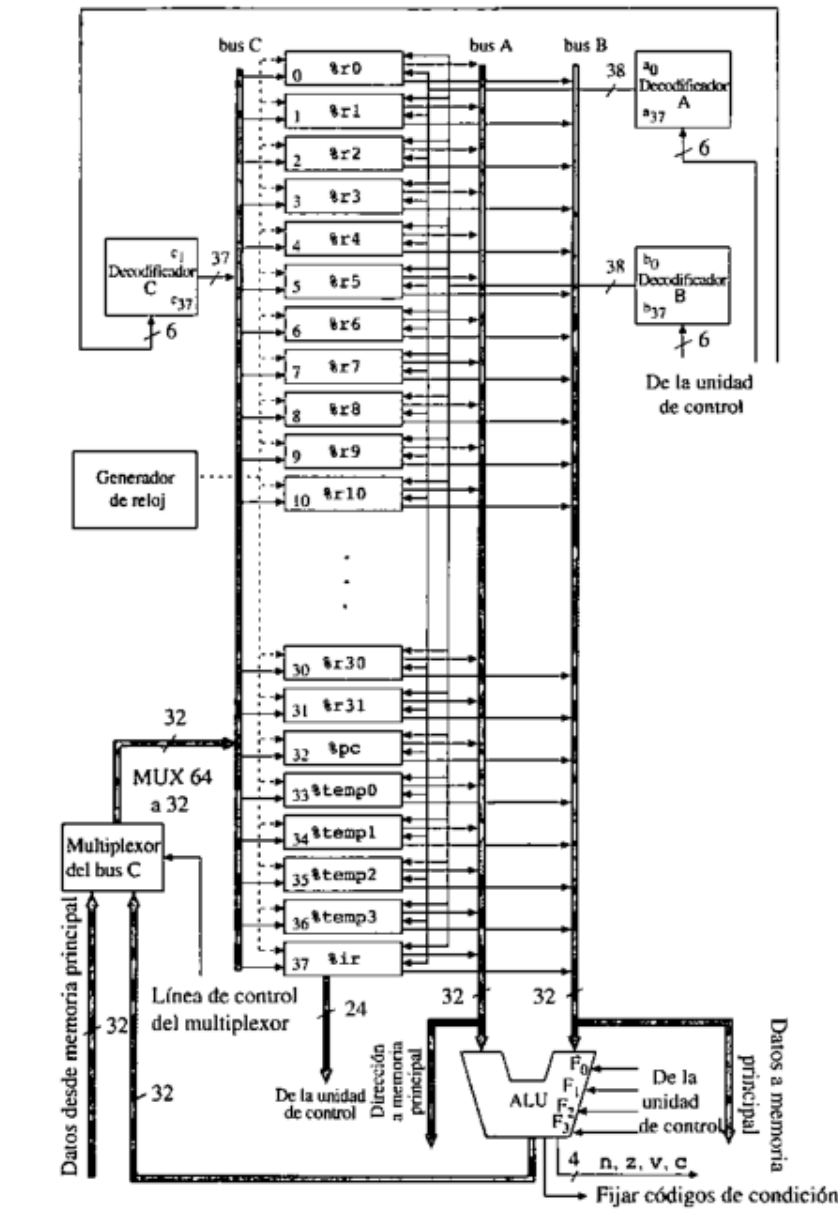 bus C
bus A
bus B
0 %r0
1 %r1
2 %r2
3 %r3
4 %r4
5 %r5
6 %r6
7 %r7
8 %r8
9 %r9
10 %r10
30 %r30
31 %r31
32 %pc
33 %temp0
34 %temp1
35 %temp2
36 %temp3
37 %ir
38
a0
Decodificador
A
a37
6
38
b0
Decodificador
B
b37
6
De la unidad
de control
c1
Decodificador
C
c37
37
6
Generador
de reloj
32
MUX 64
a 32
Multiplexor
del bus C
Línea de control
del multiplexor
Datos desde memoria principal
32
32
24
De la unidad
de control
32
32
Dirección
a memoria
principal
Datos a memoria
principal
ALU
F0
F1
F2
F3
De la
unidad
de control
4
n, z, v, c
Fijar códigos de condición